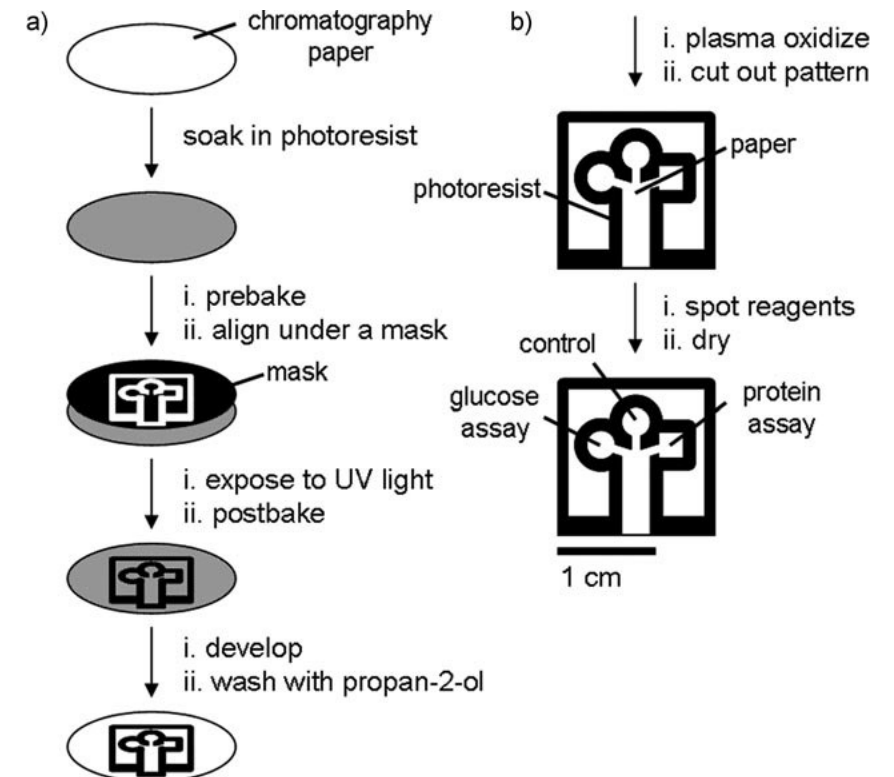 a)
chromatography
paper
soak in photoresist
i. prebake
ii. align under a mask
mask
i. expose to UV light
ii. postbake
i. develop
ii. wash with propan-2-ol
b)
i. plasma oxidize
ii. cut out pattern
paper
photoresist
i. spot reagents
ii. dry
control
glucose
assay
protein
assay
1 cm